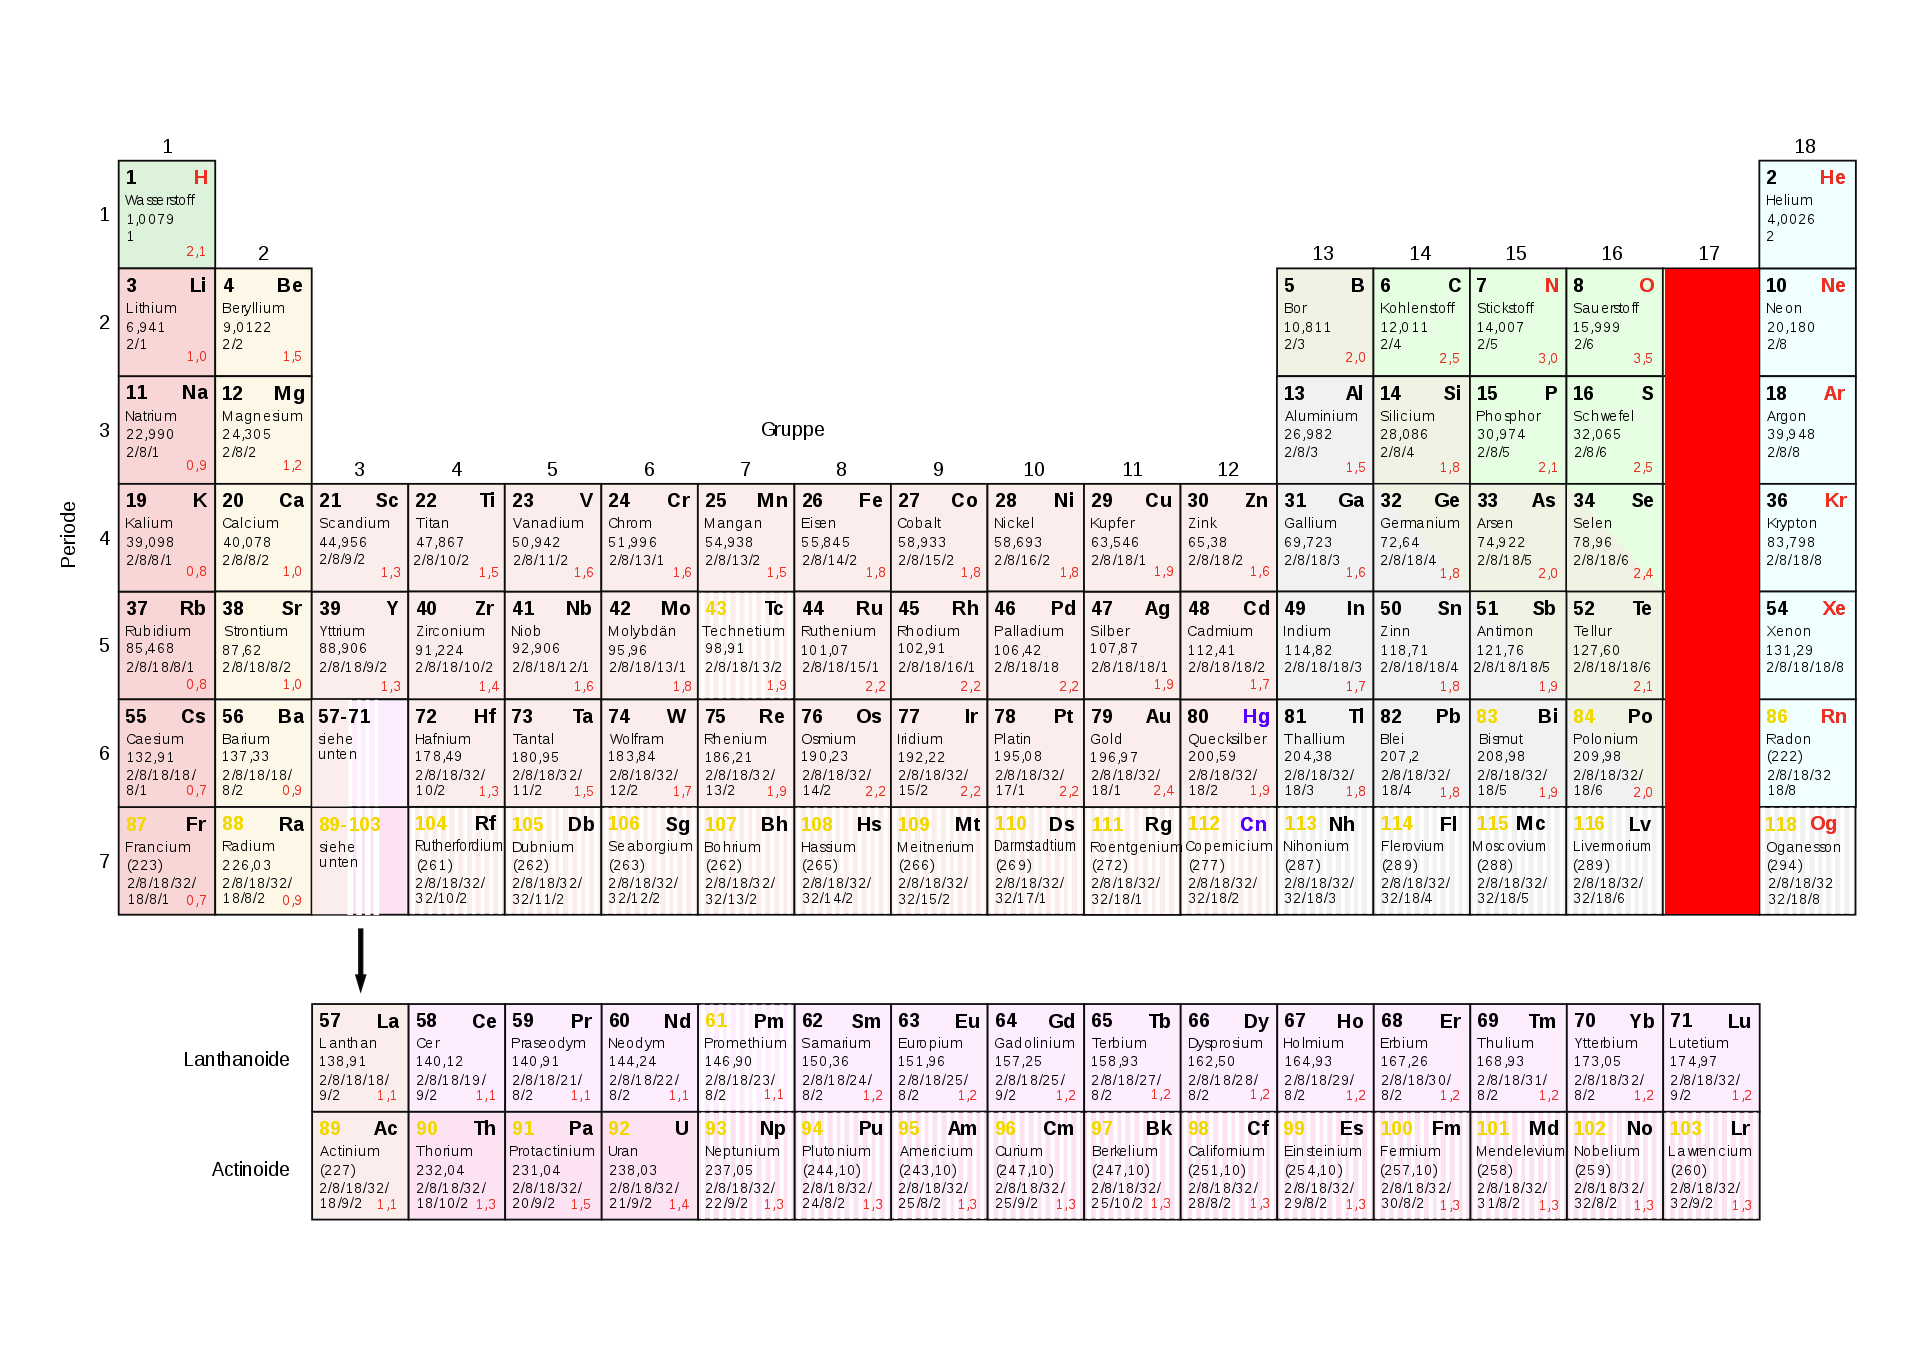 1 18
1 H 2 He
Wasserstoff Helium
1,0079 4,0026
1 1 2
2,1
2 13 14 15 16 17
3 Li 4 Be 5 B 6 C 7 N 8 O 10 Ne
Lithium Beryllium Bor Kohlenstoff Stickstoff Sauerstoff Neon
2 6,941 9,0122 10,811 12,011 14,007 15,999 20,180
2/1 2/2 2/3 2/4 2/5 2/6 2/8
1,0 1,5 2,0 2,5 3,0 3,5
11 Na 12 Mg 13 Al 14 Si 15 P 16 S 18 Ar
Natrium Magnesium Aluminium Silicium Phosphor Schwefel Argon
3 22,990 24,305 Gruppe 26,982 28,086 30,974 32,065 39,948
2/8/1 2/8/2 2/8/3 2/8/4 2/8/5 2/8/6 2/8/8
0,9 1,2 1,5 1,8 2,1 2,5
3 4 5 6 7 8 9 10 11 12
19 K 20 Ca 21 Sc 22 Ti 23 V 24 Cr 25 Mn 26 Fe 27 Co 28 Ni 29 Cu 30 Zn 31 Ga 32 Ge 33 As 34 Se 36 Kr
Kalium Calcium Scandium Titan Vanadium Chrom Mangan Eisen Cobalt Nickel Kupfer Zink Gallium Germanium Arsen Selen Krypton
Periode 4 39,098 40,078 44,956 47,867 50,942 51,996 54,938 55,845 58,933 58,693 63,546 65,38 69,723 72,64 74,922 78,96 83,798
2/8/8/1 2/8/8/2 2/8/9/2 2/8/10/2 2/8/11/2 2/8/13/1 2/8/13/2 2/8/14/2 2/8/15/2 2/8/16/2 2/8/18/1 2/8/18/2 2/8/18/3 2/8/18/4 2/8/18/5 2/8/18/6 2/8/18/8
0,8 1,0 1,3 1,5 1,6 1,6 1,5 1,8 1,8 1,8 1,9 1,6 1,6 1,8 2,0 2,4
37 Rb 38 Sr 39 Y 40 Zr 41 Nb 42 Mo 43 Tc 44 Ru 45 Rh 46 Pd 47 Ag 48 Cd 49 In 50 Sn 51 Sb 52 Te 54 Xe
Rubidium Strontium Yttrium Zirconium Niob Molybdän Technetium Ruthenium Rhodium Palladium Silber Cadmium Indium Zinn Antimon Tellur Xenon
5 85,468 87,62 88,906 91,224 92,906 95,96 98,91 101,07 102,91 106,42 107,87 112,41 114,82 118,71 121,76 127,60 131,29
2/8/18/8/1 2/8/18/8/2 2/8/18/9/2 2/8/18/10/2 2/8/18/12/1 2/8/18/13/1 2/8/18/13/2 2/8/18/15/1 2/8/18/16/1 2/8/18/18 2/8/18/18/1 2/8/18/18/2 2/8/18/18/3 2/8/18/18/4 2/8/18/18/5 2/8/18/18/6 2/8/18/18/8
0,8 1,0 1,3 1,4 1,6 1,8 1,9 2,2 2,2 2,2 1,9 1,7 1,7 1,8 1,9 2,1
55 Cs 56 Ba 57-71 72 Hf 73 Ta 74 W 75 Re 76 Os 77 Ir 78 Pt 79 Au 80 Hg 81 Tl 82 Pb 83 Bi 84 Po 86 Rn
Caesium Barium siehe Hafnium Tantal Wolfram Rhenium Osmium Iridium Platin Gold Quecksilber Thallium Blei Bismut Polonium Radon
6 132,91 137,33 unten 178,49 180,95 183,84 186,21 190,23 192,22 195,08 196,97 200,59 204,38 207,2 208,98 209,98 (222)
2/8/18/18/ 2/8/18/18/ 2/8/18/32/ 2/8/18/32/ 2/8/18/32/ 2/8/18/32/ 2/8/18/32/ 2/8/18/32/ 2/8/18/32/ 2/8/18/32/ 2/8/18/32/ 2/8/18/32/ 2/8/18/32/ 2/8/18/32/ 2/8/18/32/ 2/8/18/32
8/1 0,7 8/2 0,9 10/2 1,3 11/2 1,5 12/2 1,7 13/2 1,9 14/2 2,2 15/2 2,2 17/1 2,2 18/1 2,4 18/2 1,9 18/3 1,8 18/4 1,8 18/5 1,9 18/6 2,0 18/8
87 Fr 88 Ra 89-103 104 Rf 105 Db 106 Sg 107 Bh 108 Hs 109 Mt 110 Ds 111 Rg 112 Cn 113 Nh 114 Fl 115 Mc 116 Lv 118 Og
Francium Radium siehe Rutherfordium Dubnium Seaborgium Bohrium Hassium Meitnerium Darmstadtium Roentgenium Copernicium Nihonium Flerovium Moscovium Livermorium Oganesson
7 (223) 226,03 unten (261) (262) (263) (262) (265) (266) (269) (272) (277) (287) (289) (288) (289) (294)
2/8/18/32/ 2/8/18/32/ 2/8/18/32/ 2/8/18/32/ 2/8/18/32/ 2/8/18/32/ 2/8/18/32/ 2/8/18/32/ 2/8/18/32/ 2/8/18/32/ 2/8/18/32/ 2/8/18/32/ 2/8/18/32/ 2/8/18/32/ 2/8/18/32/ 2/8/18/32
18/8/1 0,7 18/8/2 0,9 32/10/2 32/11/2 32/12/2 32/13/2 32/14/2 32/15/2 32/17/1 32/18/1 32/18/2 32/18/3 32/18/4 32/18/5 32/18/6 32/18/8
57 La 58 Ce 59 Pr 60 Nd 61 Pm 62 Sm 63 Eu 64 Gd 65 Tb 66 Dy 67 Ho 68 Er 69 Tm 70 Yb 71 Lu
Lanthan Cer Praseodym Neodym Promethium Samarium Europium Gadolinium Terbium Dysprosium Holmium Erbium Thulium Ytterbium Lutetium
Lanthanoide 138,91 140,12 140,91 144,24 146,90 150,36 151,96 157,25 158,93 162,50 164,93 167,26 168,93 173,05 174,97
2/8/18/18/ 2/8/18/19/ 2/8/18/21/ 2/8/18/22/ 2/8/18/23/ 2/8/18/24/ 2/8/18/25/ 2/8/18/25/ 2/8/18/27/ 2/8/18/28/ 2/8/18/29/ 2/8/18/30/ 2/8/18/31/ 2/8/18/32/ 2/8/18/32/
9/2 1,1 9/2 1,1 8/2 1,1 8/2 1,1 8/2 1,1 8/2 1,2 8/2 1,2 9/2 1,2 8/2 1,2 8/2 1,2 8/2 1,2 8/2 1,2 8/2 1,2 8/2 1,2 9/2 1,2
89 Ac 90 Th 91 Pa 92 U 93 Np 94 Pu 95 Am 96 Cm 97 Bk 98 Cf 99 Es 100 Fm 101 Md 102 No 103 Lr
Actinium Thorium Protactinium Uran Neptunium Plutonium Americium Curium Berkelium Californium Einsteinium Fermium Mendelevium Nobelium Lawrencium
Actinoide (227) 232,04 231,04 238,03 237,05 (244,10) (243,10) (247,10) (247,10) (251,10) (254,10) (257,10) (258) (259) (260)
2/8/18/32/ 2/8/18/32/ 2/8/18/32/ 2/8/18/32/ 2/8/18/32/ 2/8/18/32/ 2/8/18/32/ 2/8/18/32/ 2/8/18/32/ 2/8/18/32/ 2/8/18/32/ 2/8/18/32/ 2/8/18/32/ 2/8/18/32/ 2/8/18/32/
18/9/2 1,1 18/10/2 1,3 20/9/2 1,5 21/9/2 1,4 22/9/2 1,3 24/8/2 1,3 25/8/2 1,3 25/9/2 1,3 25/10/2 1,3 28/8/2 1,3 29/8/2 1,3 30/8/2 1,3 31/8/2 1,3 32/8/2 1,3 32/9/2 1,3